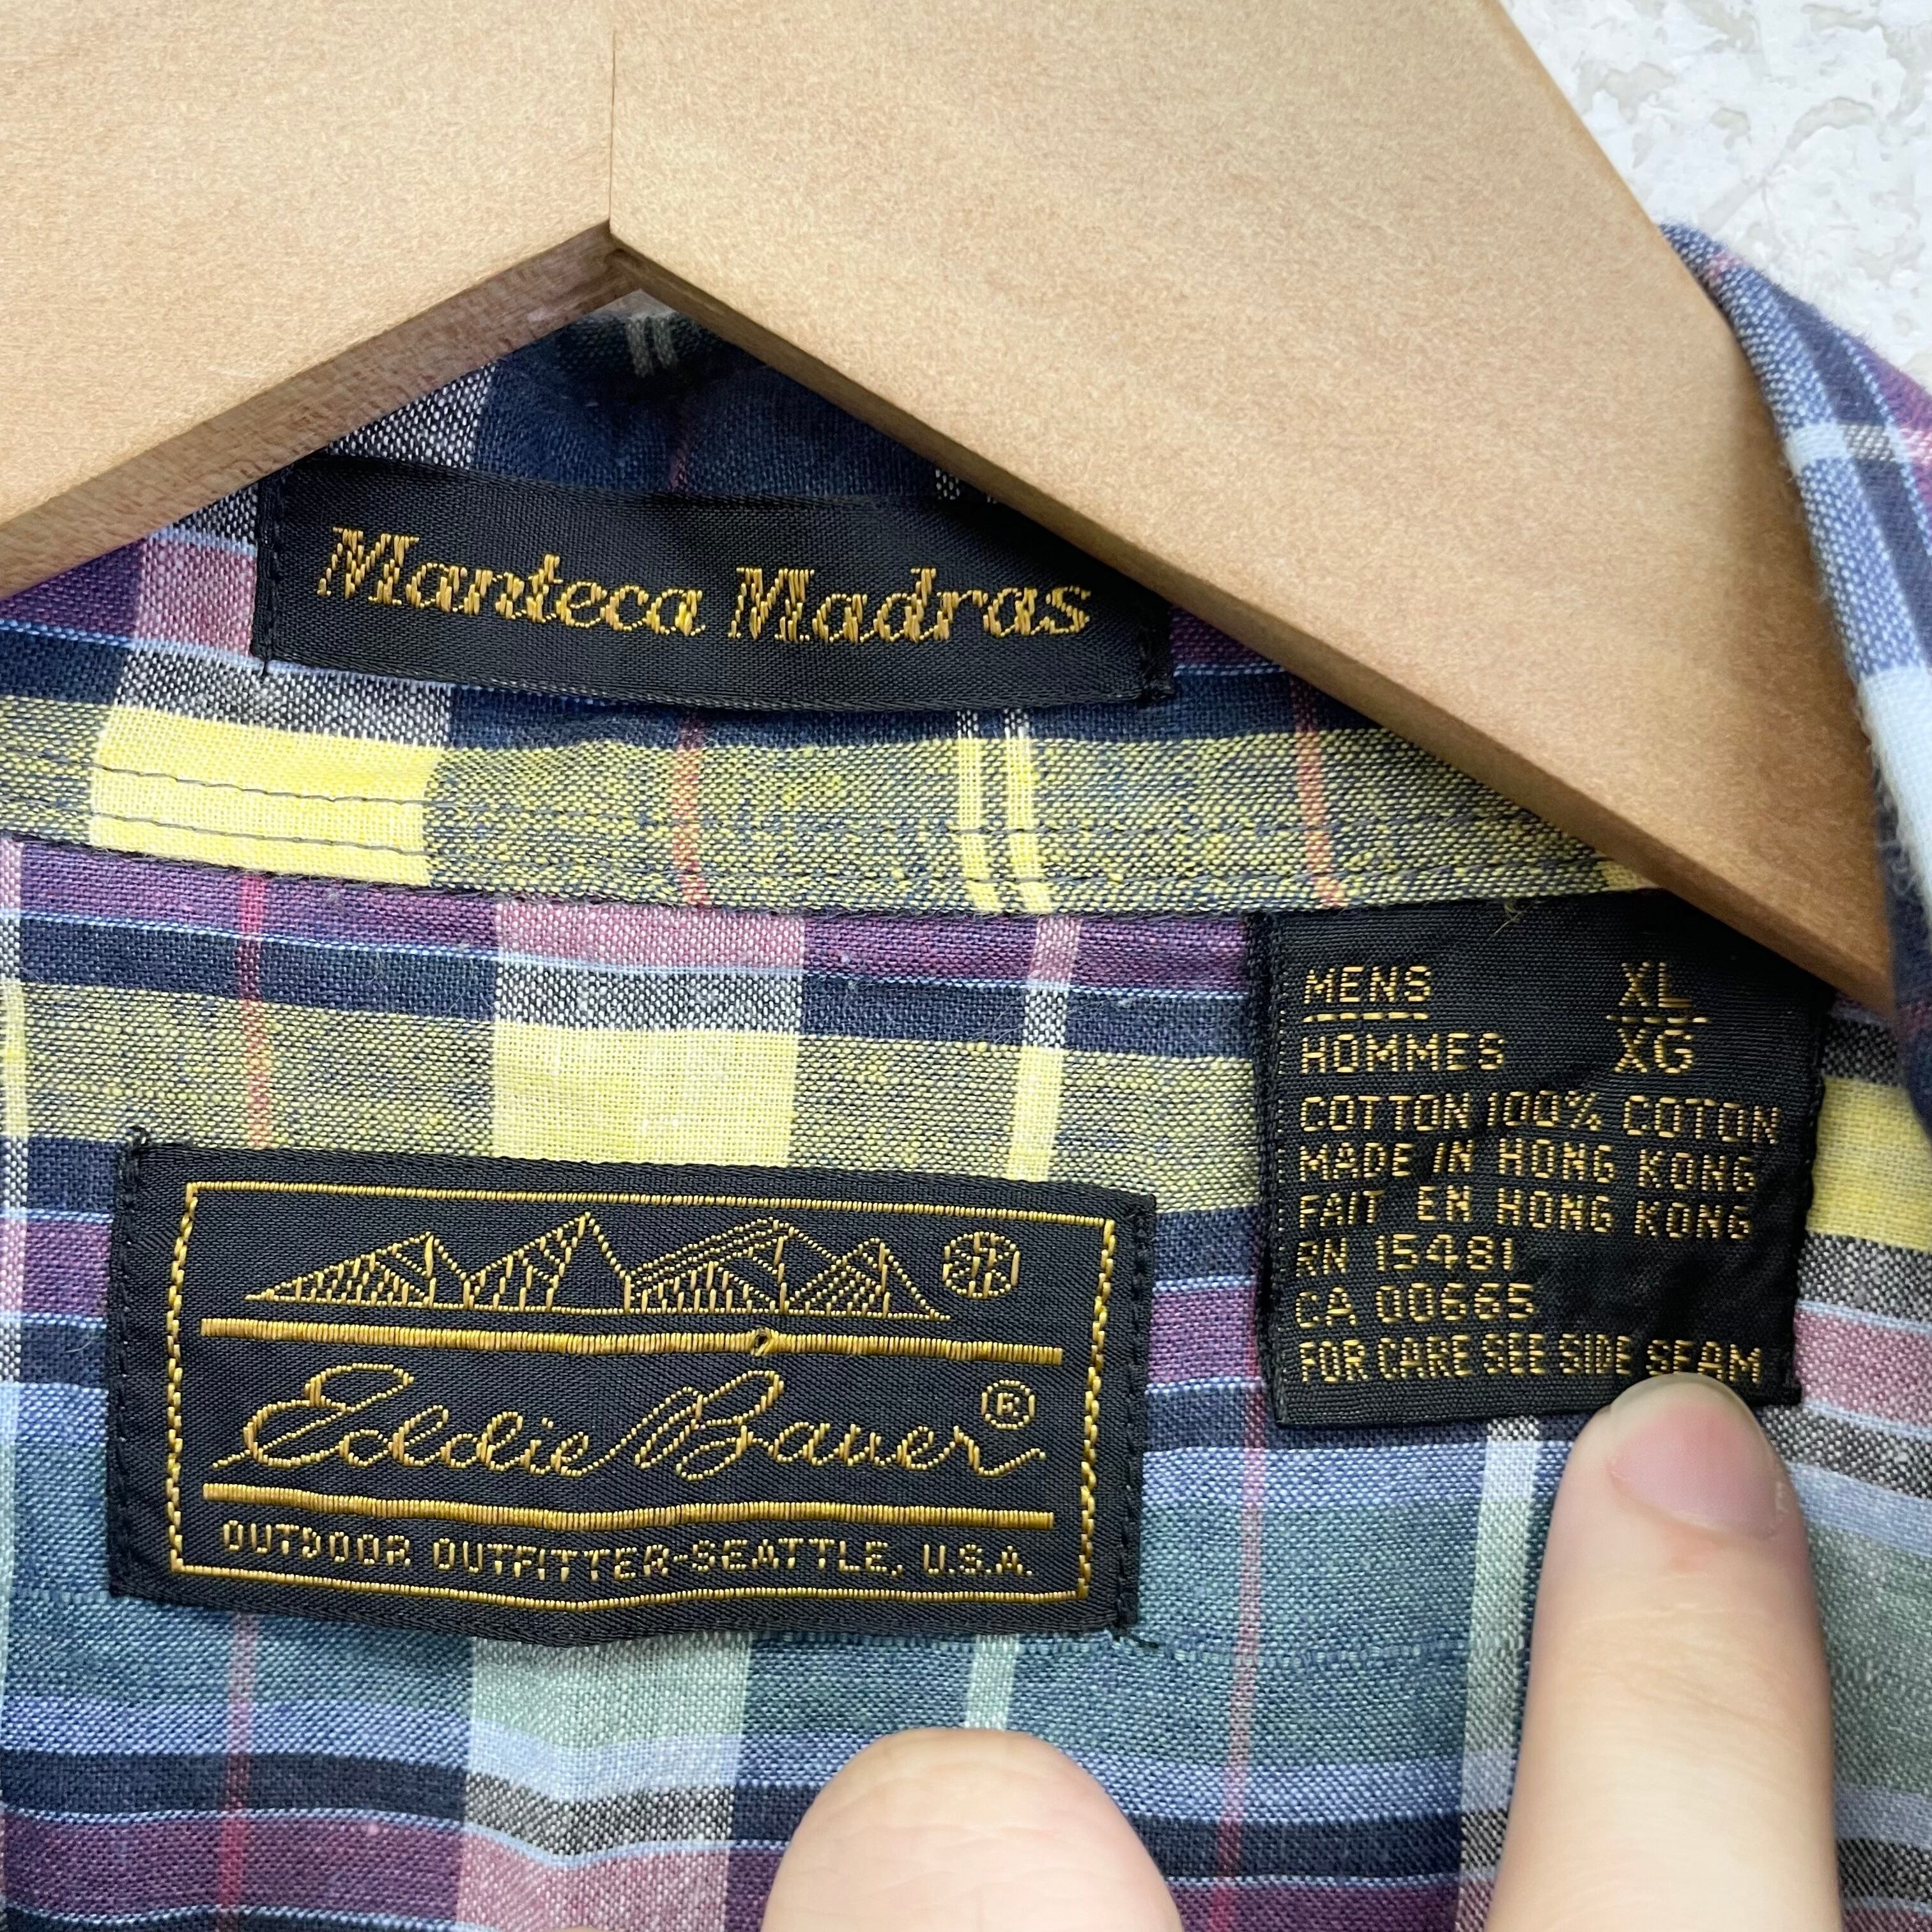 Manteca Madras
MENS XL
HOMMES XG
COTTON 100% COTON
MADE IN HONG KONG
FAIT EN HONG KONG
RN 15481
CA 00665
FOR CARE SEE SIDE SEAM
Eddie Bauer®
OUTDOOR OUTFITTER-SEATTLE, U.S.A.